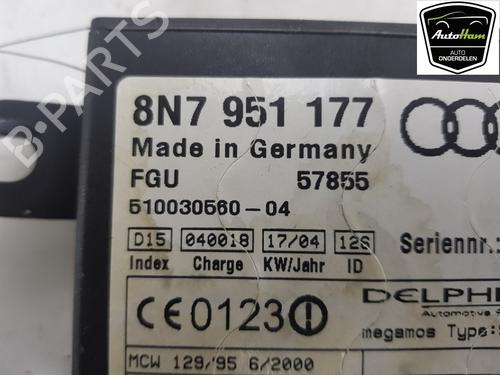 AutoHam
AUTO
ONDERDELEN
B-PARTS
8N7 951 177
Made in Germany
FGU 57855
510030560-04
D15 040018 17/04 12S
Index Charge KW/Jahr ID
Seriennr.:
CE0123
DELPHI
Automotive
megamos Type:
MCW 129/95 6/2000